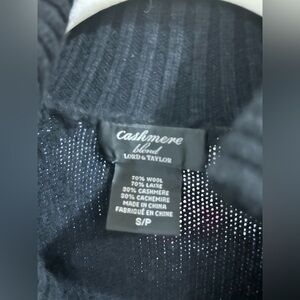 Cashmere
blend
LORD & TAYLOR
70% WOOL
70% LAINE
30% CASHMERE
30% CACHEMIRE
MADE IN CHINA
FABRIQUÉ EN CHINE
S/P